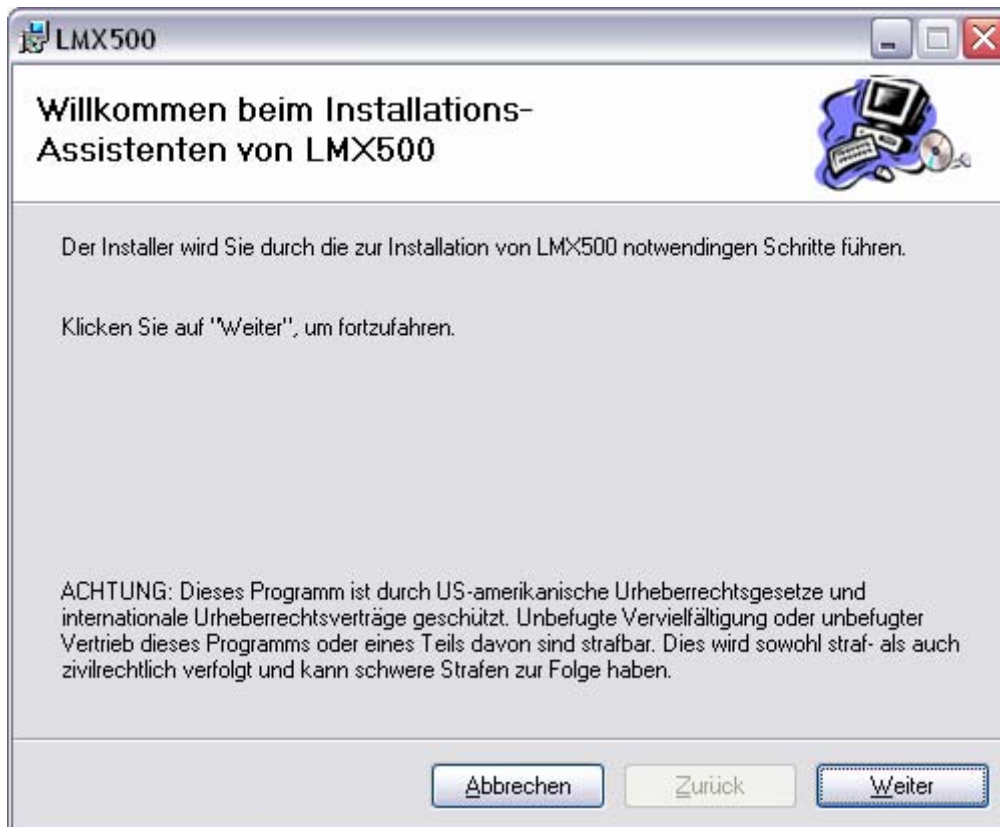 LMX500
Willkommen beim Installations-
Assistenten von LMX500
Der Installer wird Sie durch die zur Installation von LMX500 notwendingen Schritte führen.
Klicken Sie auf "Weiter", um fortzufahren.
ACHTUNG: Dieses Programm ist durch US-amerikanische Urheberrechtsgesetze und
internationale Urheberrechtsverträge geschützt. Unbefugte Vervielfältigung oder unbefugter
Vertrieb dieses Programms oder eines Teils davon sind strafbar. Dies wird sowohl straf- als auch
zivilrechtlich verfolgt und kann schwere Strafen zur Folge haben.
Abbrechen
Zurück
Weiter